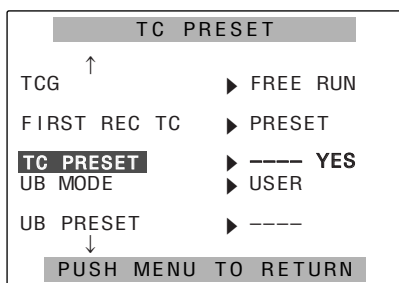 TC PRESET
↑
TCG ▶ FREE RUN
FIRST REC TC ▶ PRESET
TC PRESET ▶ –––– YES
UB MODE ▶ USER
UB PRESET ▶ ––––
↓
PUSH MENU TO RETURN